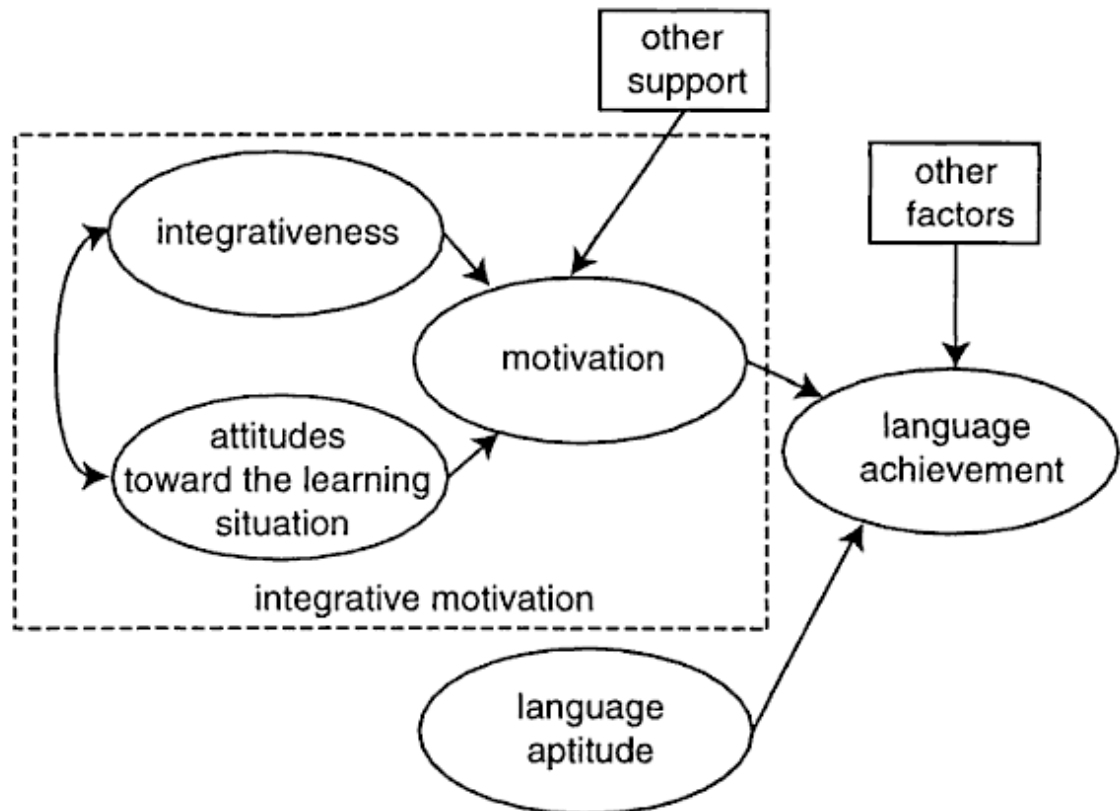 other
support
other
factors
integrativeness
motivation
attitudes
toward the learning
situation
language
achievement
integrative motivation
language
aptitude